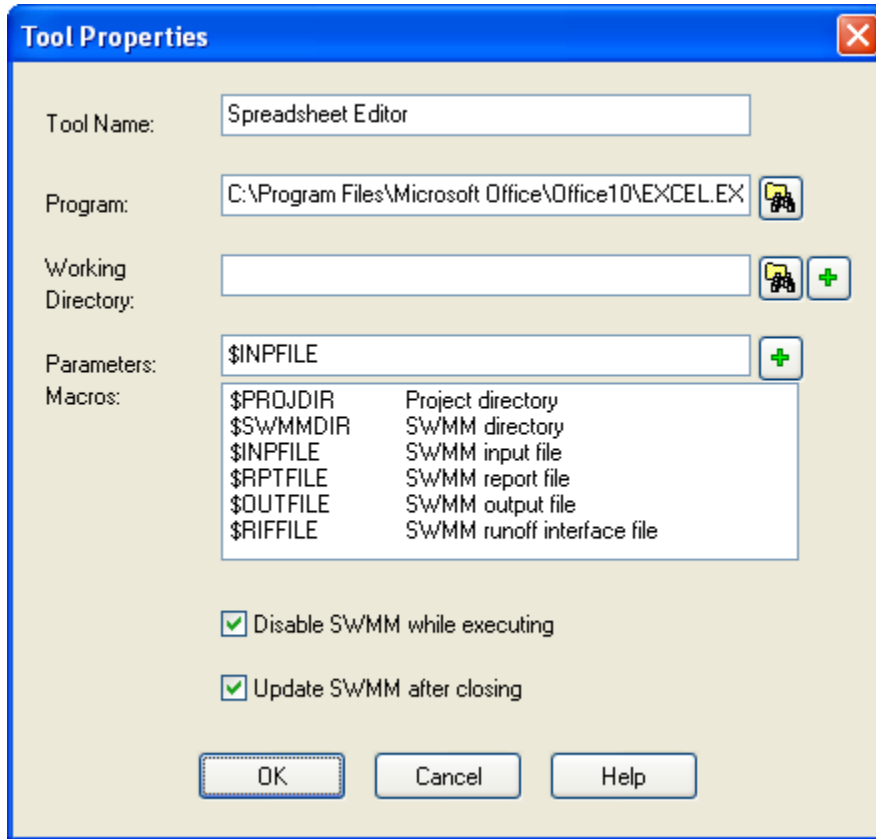 Tool Properties
Tool Name: Spreadsheet Editor
Program: C:\Program Files\Microsoft Office\Office10\EXCEL.EX
Working
Directory:
Parameters: $INPFILE
Macros:
$PROJDIR Project directory
$SWMMDIR SWMM directory
$INPFILE SWMM input file
$RPTFILE SWMM report file
$OUTFILE SWMM output file
$RIFFILE SWMM runoff interface file
Disable SWMM while executing
Update SWMM after closing
OK Cancel Help